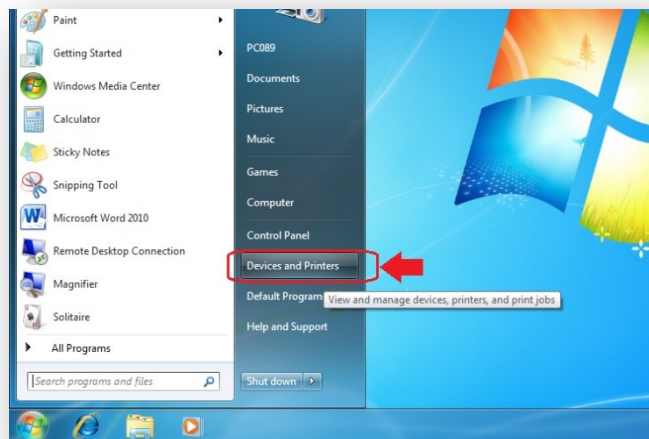 Paint
Getting Started
Windows Media Center
Calculator
Sticky Notes
Snipping Tool
Microsoft Word 2010
Remote Desktop Connection
Magnifier
Solitaire
All Programs
Search programs and files
PC089
Documents
Pictures
Music
Games
Computer
Control Panel
Devices and Printers
Default Program
View and manage devices, printers, and print jobs
Help and Support
Shut down